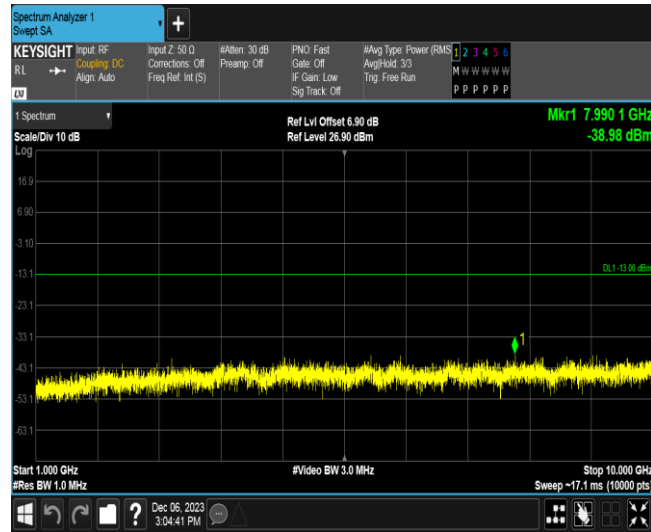 Spectrum Analyzer 1
Swept SA
+
KEYSIGHT
RL
LXI
Input: RF
Coupling: DC
Align: Auto
Input Z: 50 Ω
Corrections: Off
Freq Ref: Int (S)
#Atten: 30 dB
Preamp: Off
PNO: Fast
Gate: Off
IF Gain: Low
Sig Track: Off
#Avg Type: Power (RMS
Avg|Hold: 3/3
Trig: Free Run
1 2 3 4 5 6
M W W W W W
P P P P P P
1 Spectrum
Scale/Div 10 dB
Ref Lvl Offset 6.90 dB
Ref Level 26.90 dBm
Mkr1 7.990 1 GHz
-38.98 dBm
Log
16.9
6.90
-3.10
-13.1
DL1 -13.00 dBm
-23.1
-33.1
1
-43.1
-53.1
-63.1
Start 1.000 GHz
#Video BW 3.0 MHz
Stop 10.000 GHz
#Res BW 1.0 MHz
Sweep ~17.1 ms (10000 pts)
?
Dec 06, 2023
3:04:41 PM